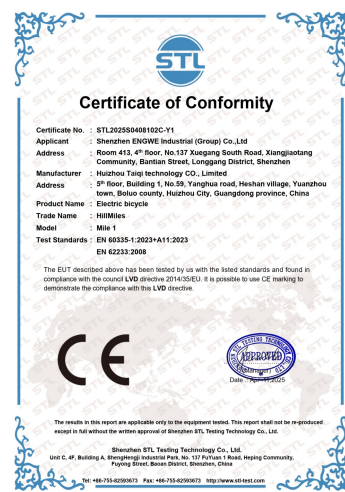 STL
Certificate of Conformity
Certificate No. : STL2025S0408102C-Y1
Applicant : Shenzhen ENGWE Industrial (Group) Co.,Ltd
Address : Room 413, 4th floor, No.137 Xuegang South Road, Xiangjiaotang
Community, Bantian Street, Longgang District, Shenzhen
Manufacturer : Huizhou Taiqi technology CO., Limited
Address : 5th floor, Building 1, No.59, Yanghua road, Heshan village, Yuanzhou
town, Boluo county, Huizhou City, Guangdong province, China
Product Name : Electric bicycle
Trade Name : HillMiles
Model : Mile 1
Test Standards : EN 60335-1:2023+A11:2023
EN 62233:2008
The EUT described above has been tested by us with the listed standards and found in
compliance with the council LVD directive 2014/35/EU. It is possible to use CE marking to
demonstrate the compliance with this LVD directive.
CE
STL TESTING TECHNOLOGY CO., LTD
APPROVED
Date : Apr. 11,2025
The results in this report are applicable only to the equipment tested. This report shall not be re-produced
except in full without the written approval of Shenzhen STL Testing Technology Co., Ltd.
Shenzhen STL Testing Technology Co., Ltd.
Unit C, 4F, Building A, ShengHengji Industrial Park, No. 137 FuYuan 1 Road, Heping Community,
Fuyong Street, Baoan District, Shenzhen, China
Tel: +86-755-82593673 Fax: +86-755-82593673 http://www.stl-test.com